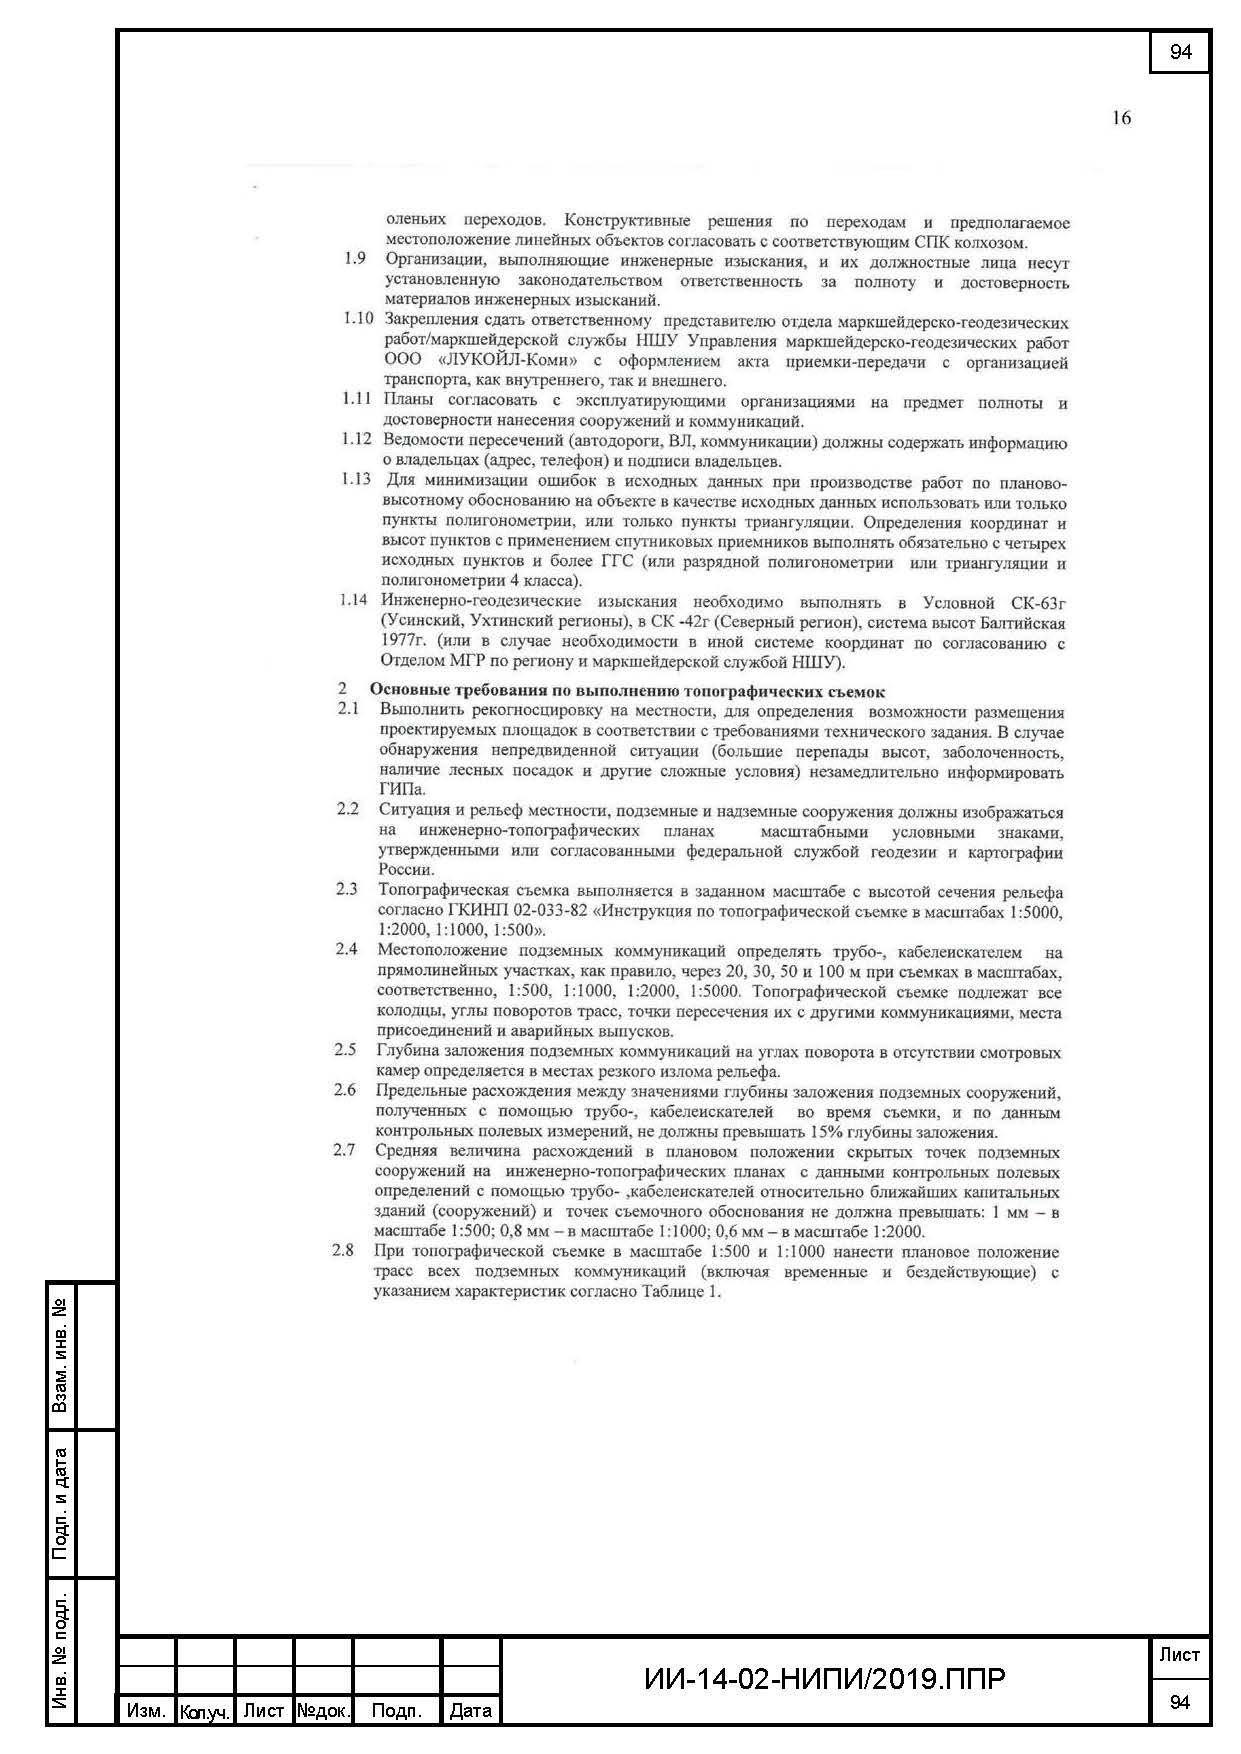 94
16
оленьих переходов. Конструктивные решения по переходам и предполагаемое
местоположение линейных объектов согласовать с соответствующим СПК колхозом.
1.9 Организации, выполняющие инженерные изыскания, и их должностные лица несут
установленную законодательством ответственность за полноту и достоверность
материалов инженерных изысканий.
1.10 Закрепления сдать ответственному представителю отдела маркшейдерско-геодезических
работ/маркшейдерской службы НШУ Управления маркшейдерско-геодезических работ
ООО «ЛУКОЙЛ-Коми» с оформлением акта приемки-передачи с организацией
транспорта, как внутреннего, так и внешнего.
1.11 Планы согласовать с эксплуатирующими организациями на предмет полноты и
достоверности нанесения сооружений и коммуникаций.
1.12 Ведомости пересечений (автодороги, ВЛ, коммуникации) должны содержать информацию
о владельцах (адрес, телефон) и подписи владельцев.
1.13 Для минимизации ошибок в исходных данных при производстве работ по планово-
высотному обоснованию на объекте в качестве исходных данных использовать или только
пункты полигонометрии, или только пункты триангуляции. Определения координат и
высот пунктов с применением спутниковых приемников выполнять обязательно с четырех
исходных пунктов и более ГГС (или разрядной полигонометрии или триангуляции и
полигонометрии 4 класса).
1.14 Инженерно-геодезические изыскания необходимо выполнять в Условной СК-63г
(Усинский, Ухтинский регионы), в СК -42г (Северный регион), система высот Балтийская
1977г. (или в случае необходимости в иной системе координат по согласованию с
Отделом МГР по региону и маркшейдерской службой НШУ).
2 Основные требования по выполнению топографических съемок
2.1 Выполнить рекогносцировку на местности, для определения возможности размещения
проектируемых площадок в соответствии с требованиями технического задания. В случае
обнаружения непредвиденной ситуации (большие перепады высот, заболоченность,
наличие лесных посадок и другие сложные условия) незамедлительно информировать
ГИПа.
2.2 Ситуация и рельеф местности, подземные и надземные сооружения должны изображаться
на инженерно-топографических планах масштабными условными знаками,
утвержденными или согласованными федеральной службой геодезии и картографии
России.
2.3 Топографическая съемка выполняется в заданном масштабе с высотой сечения рельефа
согласно ГКИНП 02-033-82 «Инструкция по топографической съемке в масштабах 1:5000,
1:2000, 1:1000, 1:500».
2.4 Местоположение подземных коммуникаций определять трубо-, кабелеискателем на
прямолинейных участках, как правило, через 20, 30, 50 и 100 м при съемках в масштабах,
соответственно, 1:500, 1:1000, 1:2000, 1:5000. Топографической съемке подлежат все
колодцы, углы поворотов трасс, точки пересечения их с другими коммуникациями, места
присоединений и аварийных выпусков.
2.5 Глубина заложения подземных коммуникаций на углах поворота в отсутствии смотровых
камер определяется в местах резкого излома рельефа.
2.6 Предельные расхождения между значениями глубины заложения подземных сооружений,
полученных с помощью трубо-, кабелеискателей во время съемки, и по данным
контрольных полевых измерений, не должны превышать 15% глубины заложения.
2.7 Средняя величина расхождений в плановом положении скрытых точек подземных
сооружений на инженерно-топографических планах с данными контрольных полевых
определений с помощью трубо- ,кабелеискателей относительно ближайших капитальных
зданий (сооружений) и точек съемочного обоснования не должна превышать: 1 мм – в
масштабе 1:500; 0,8 мм – в масштабе 1:1000; 0,6 мм – в масштабе 1:2000.
2.8 При топографической съемке в масштабе 1:500 и 1:1000 нанести плановое положение
трасс всех подземных коммуникаций (включая временные и бездействующие) с
указанием характеристик согласно Таблице 1.
Взам. инв. №
Подп. и дата
Инв. № подл.
Изм. Кол.уч. Лист №док. Подп. Дата
ИИ-14-02-НИПИ/2019.ППР
Лист
94